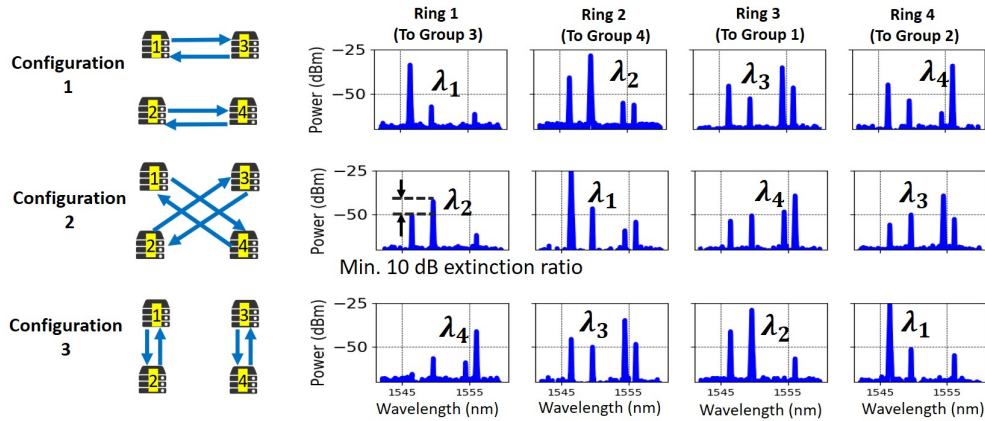 Ring 1 Ring 2 Ring 3 Ring 4
(To Group 3) (To Group 4) (To Group 1) (To Group 2)
Configuration
1
1 3
2 4
Power (dBm)
−25
−50
λ1 λ2 λ3 λ4
Configuration
2
1 3
2 4
Power (dBm)
−25
−50
λ2 λ1 λ4 λ3
Min. 10 dB extinction ratio
Configuration
3
1 3
2 4
Power (dBm)
−25
−50
λ4 λ3 λ2 λ1
1545 1555 1545 1555 1545 1555 1545 1555
Wavelength (nm) Wavelength (nm) Wavelength (nm) Wavelength (nm)